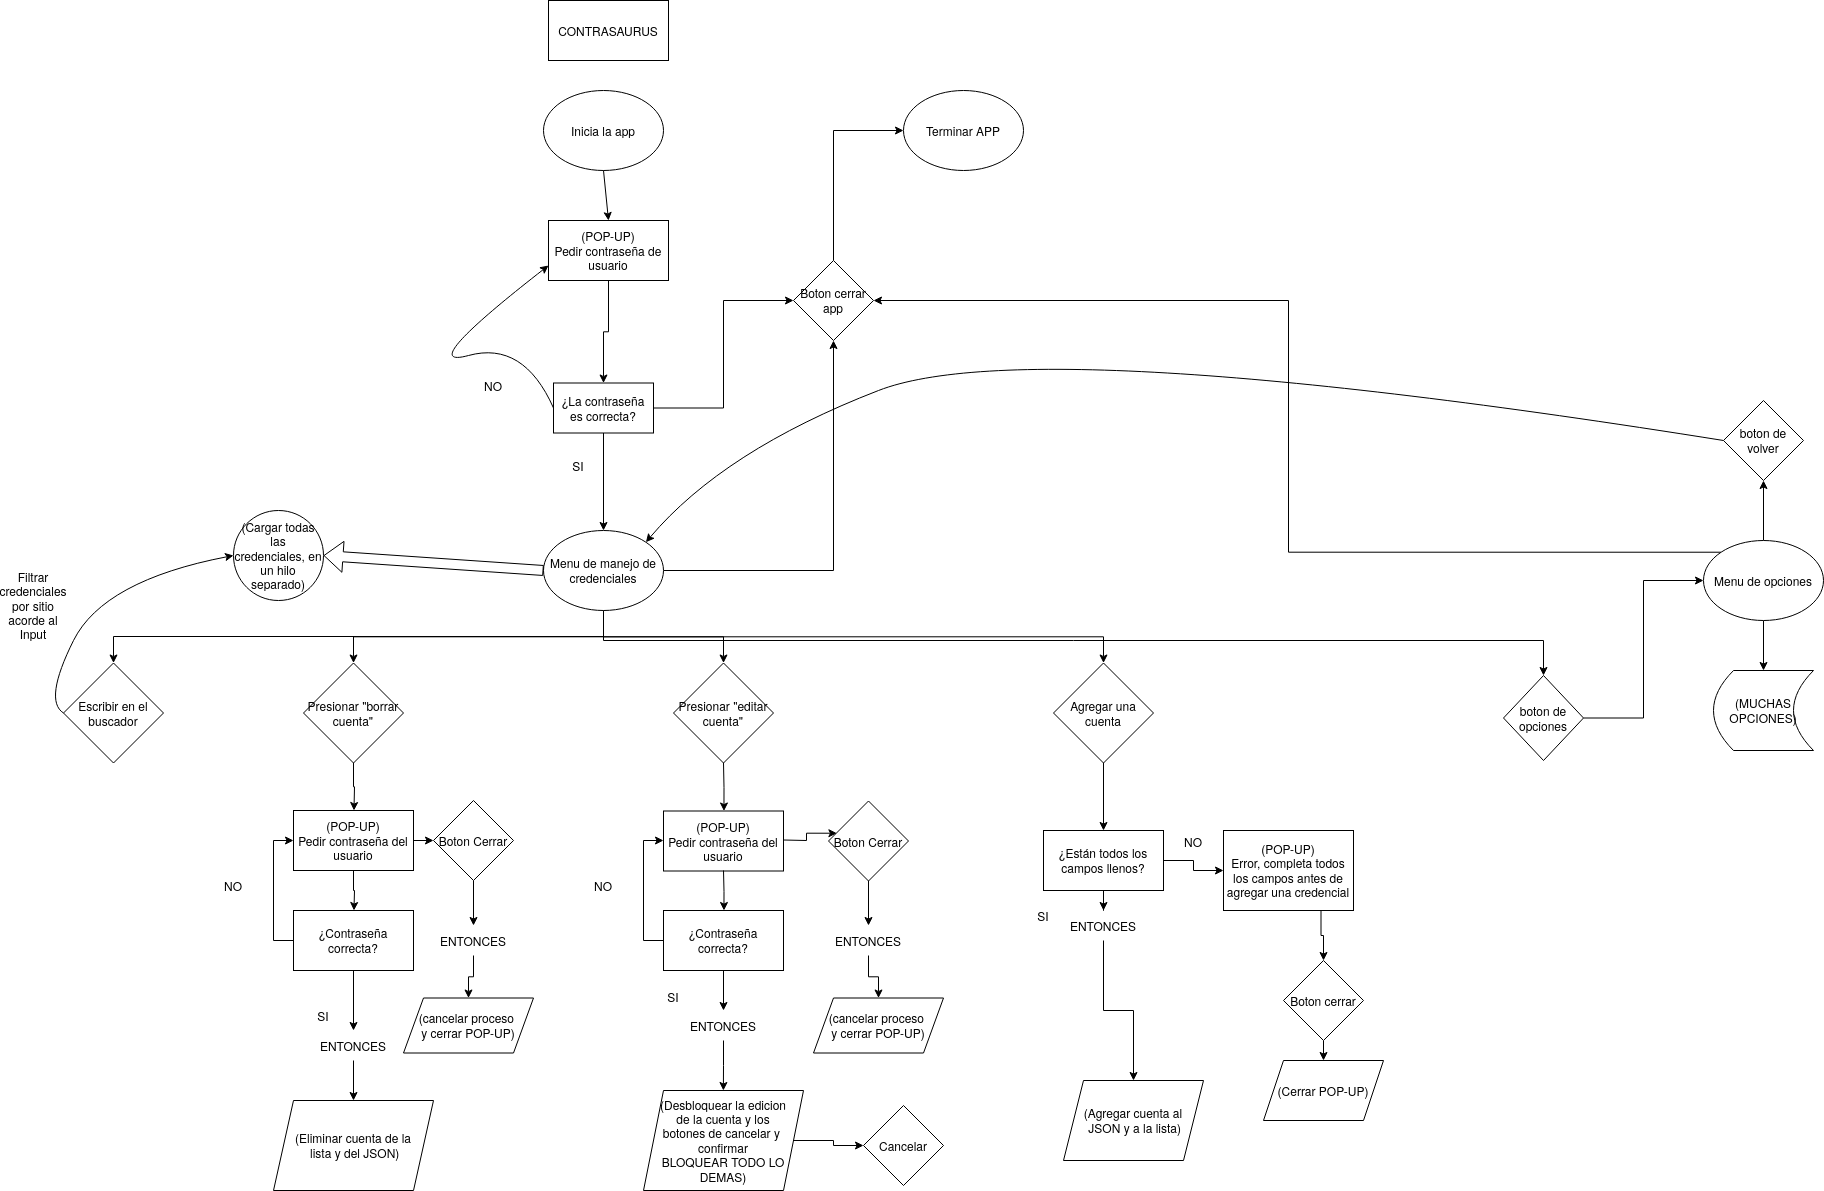 CONTRASAURUS
Inicia la app
Terminar APP
(POP-UP)
Pedir contraseña de
usuario
Boton cerrar
app
NO
¿La contraseña
es correcta?
SI
boton de
volver
(Cargar todas
las
credenciales, en
un hilo
separado)
Menu de manejo de
credenciales
Menu de opciones
Filtrar
credenciales
por sitio
acorde al
Input
Escribir en el
buscador
Presionar "borrar
cuenta"
Presionar "editar
cuenta"
Agregar una
cuenta
boton de
opciones
(MUCHAS
OPCIONES)
(POP-UP)
Pedir contraseña del
usuario
Boton Cerrar
NO
¿Contraseña
correcta?
ENTONCES
(cancelar proceso
y cerrar POP-UP)
SI
ENTONCES
(Eliminar cuenta de la
lista y del JSON)
(POP-UP)
Pedir contraseña del
usuario
Boton Cerrar
NO
¿Contraseña
correcta?
ENTONCES
(cancelar proceso
y cerrar POP-UP)
SI
ENTONCES
(Desbloquear la edicion
de la cuenta y los
botones de cancelar y
confirmar
BLOQUEAR TODO LO
DEMAS)
Cancelar
¿Están todos los
campos llenos?
NO
(POP-UP)
Error, completa todos
los campos antes de
agregar una credencial
SI
ENTONCES
Boton cerrar
(Cerrar POP-UP)
(Agregar cuenta al
JSON y a la lista)